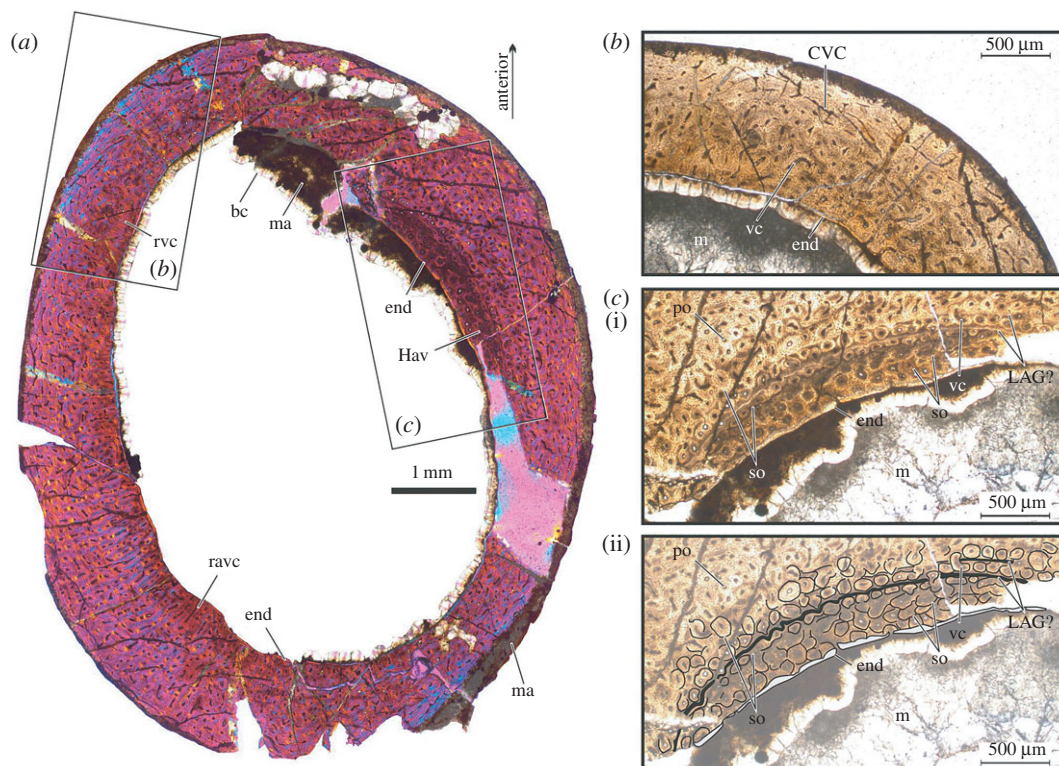 (a)
anterior
bc
ma
rvc
(b)
end
Hav
(c)
1 mm
ravc
end
ma
(b)
CVC
500 µm
m
vc
end
(c)
(i)
po
LAG?
vc
so
so
end
m
500 µm
(ii)
po
LAG?
vc
so
so
end
m
500 µm